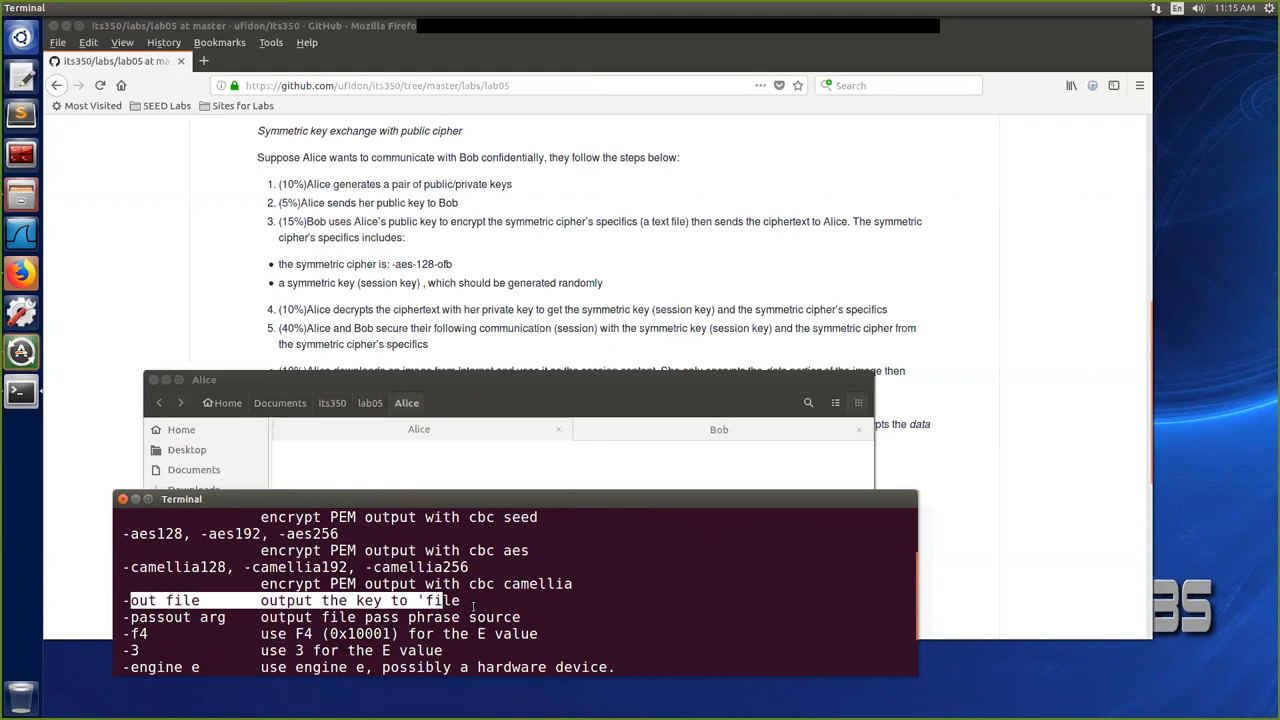 Terminal
En
11:15 AM
its350/labs/lab05 at master · ufidon/its350 · GitHub - Mozilla Firefo
File Edit View History Bookmarks Tools Help
its350/labs/lab05 at ma
https://github.com/ufidon/its350/tree/master/labs/lab05
Search
Most Visited SEED Labs Sites for Labs
Symmetric key exchange with public cipher
Suppose Alice wants to communicate with Bob confidentially, they follow the steps below:
1. (10%)Alice generates a pair of public/private keys
2. (5%)Alice sends her public key to Bob
3. (15%)Bob uses Alice's public key to encrypt the symmetric cipher's specifics (a text file) then sends the ciphertext to Alice. The symmetric
cipher's specifics includes:
• the symmetric cipher is: -aes-128-ofb
• a symmetric key (session key) , which should be generated randomly
4. (10%)Alice decrypts the ciphertext with her private key to get the symmetric key (session key) and the symmetric cipher's specifics
5. (40%)Alice and Bob secure their following communication (session) with the symmetric key (session key) and the symmetric cipher from
the symmetric cipher's specifics
Alice
Home Documents its350 lab05 Alice
Alice
Bob
Home
Desktop
Documents
pts the data
Terminal
encrypt PEM output with cbc seed
-aes128, -aes192, -aes256
encrypt PEM output with cbc aes
-camellia128, -camellia192, -camellia256
encrypt PEM output with cbc camellia
-out file output the key to 'file
-passout arg output file pass phrase source
-f4 use F4 (0x10001) for the E value
-3 use 3 for the E value
-engine e use engine e, possibly a hardware device.